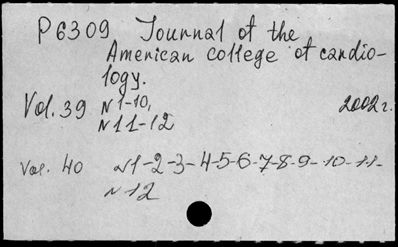 P6309 Journal of the
American college of cardio-
logy.
Vol. 39 N1-10, 2002г.
N11-12
Vol. 40 N1-2-3-4-5-6-7-8-9-10-11-
N12